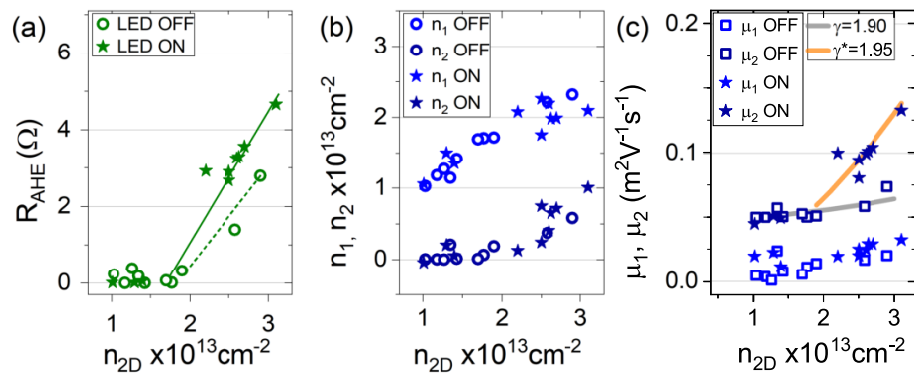 (a)
LED OFF
LED ON
R_AHE (Ω)
6
4
2
0
1 2 3
n_2D x10^13cm^-2
(b)
n_1 OFF
n_2 OFF
n_1 ON
n_2 ON
n_1, n_2 x10^13cm^-2
3
2
1
0
1 2 3
n_2D x10^13cm^-2
(c)
μ_1 OFF
μ_2 OFF
μ_1 ON
μ_2 ON
γ=1.90
γ*=1.95
μ_1, μ_2 (m^2V^-1s^-1)
0.2
0.1
0.0
1 2 3
n_2D x10^13cm^-2